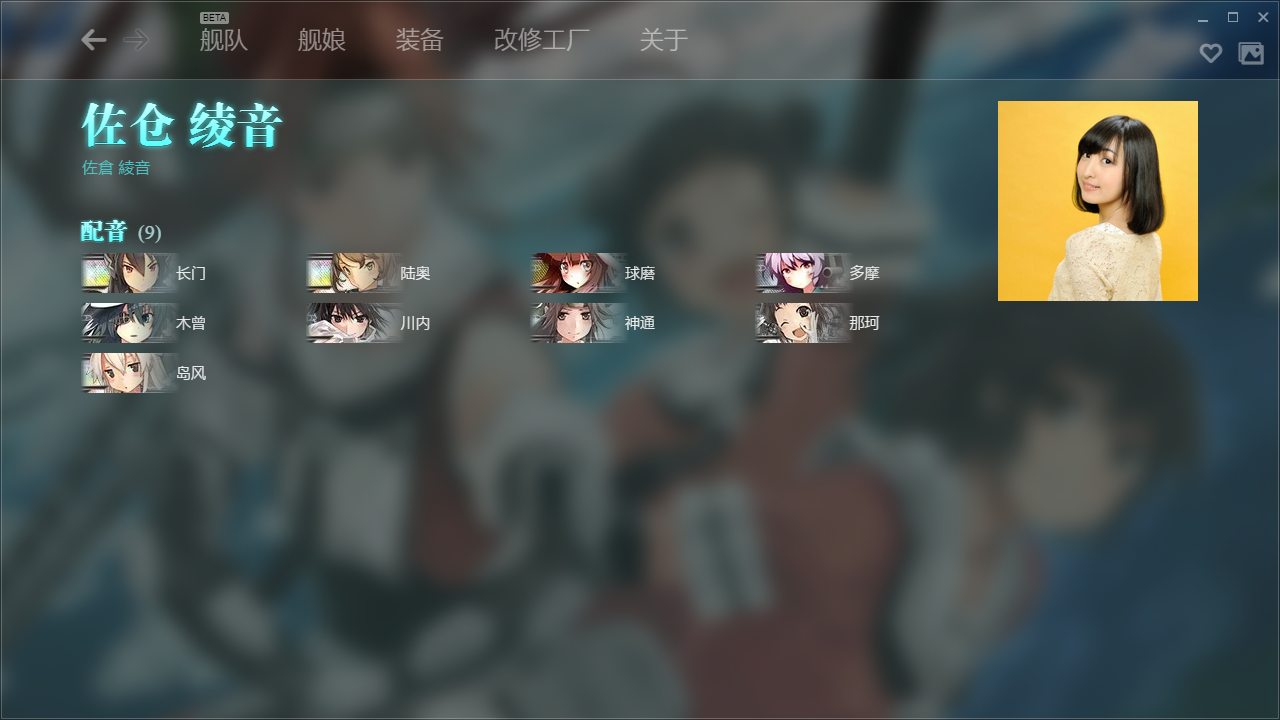 BETA
舰队 舰娘 装备 改修工厂 关于
佐仓 绫音
佐倉 綾音
配音 (9)
长门 陆奥 球磨 多摩
木曾 川内 神通 那珂
岛风